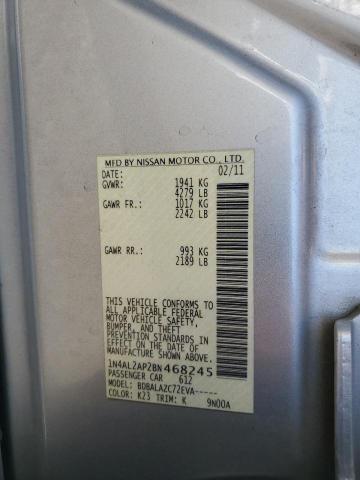 MFD BY NISSAN MOTOR CO., LTD.
DATE: 02/11
GVWR: 1941 KG
4279 LB
GAWR FR.: 1017 KG
2242 LB
GAWR RR.: 993 KG
2189 LB
THIS VEHICLE CONFORMS TO
ALL APPLICABLE FEDERAL
MOTOR VEHICLE SAFETY,
BUMPER, AND THEFT
PREVENTION STANDARDS IN
EFFECT ON THE DATE OF
MANUFACTURE SHOWN ABOVE.
1N4AL2AP2BN468245
PASSENGER CAR 612
MODEL: BDBALAZC72EVA-----
COLOR: K23 TRIM: K 9N00A